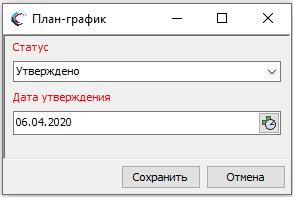 План-график
Статус
Утверждено
Дата утверждения
06.04.2020
Сохранить
Отмена